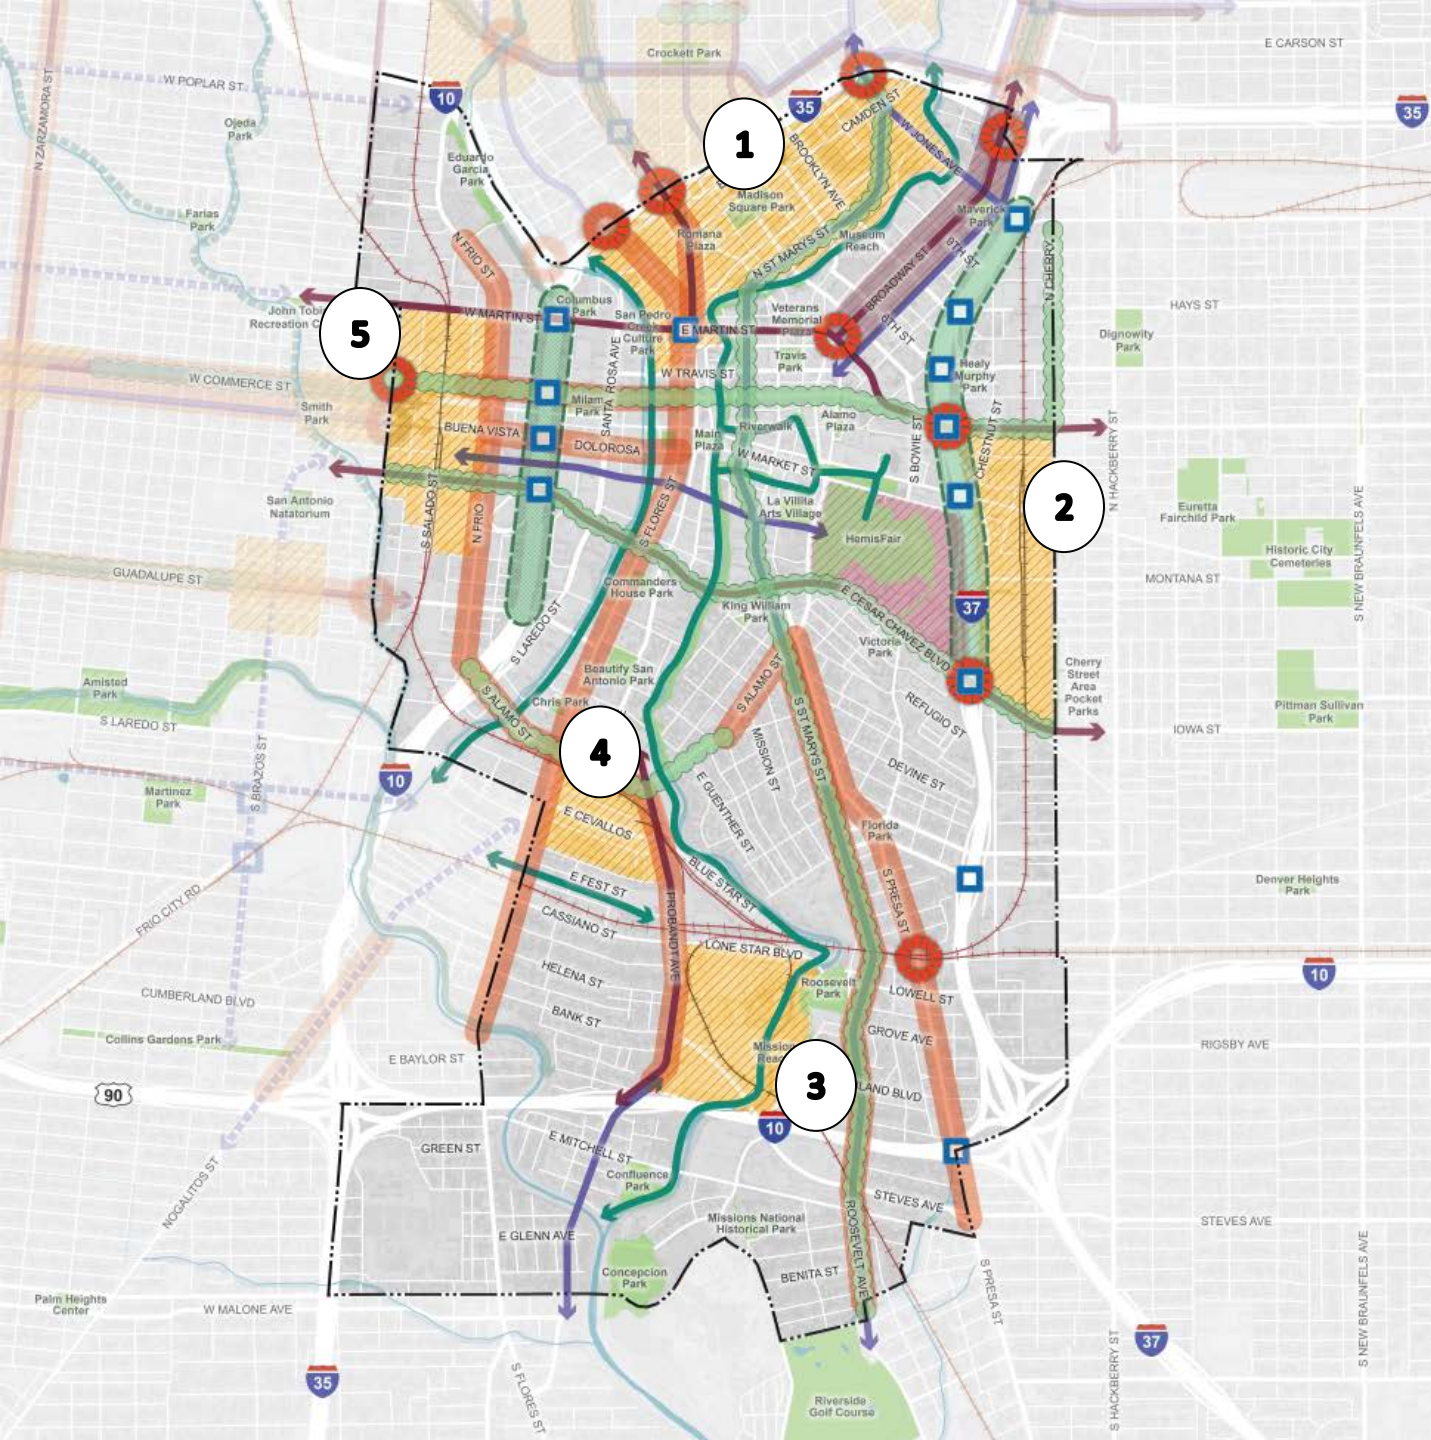 E CARSON ST
Crockett Park
W POPLAR ST
10
35
35
N ZARZAMORA ST
CAMDEN ST
Ojeda
Park
1
BROOKLYN AVE
W JONES AVE
Eduardo
Garcia
Park
Madison
Square Park
Farias
Park
Maverick
Park
N FRIO ST
Romana
Plaza
Museum
Reach
9TH ST
N ST MARYS ST
N CHERRY
BROADWAY ST
Columbus
Park
HAYS ST
John Tobi
Recreation C
W MARTIN ST
San Pedro
Creek
Culture
Park
E MARTIN ST
Veterans
Memorial
Plaza
6TH ST
Dignowity
Park
5
SANTA ROSA AVE
Travis
Park
Healy
Murphy
Park
W TRAVIS ST
W COMMERCE ST
Milam
Park
Smith
Park
Alamo
Plaza
BUENA VISTA
DOLOROSA
Main
Plaza
Riverwalk
S BOWIE ST
CHESTNUT ST
N HACKBERRY ST
W MARKET ST
San Antonio
Natatorium
S SALADO ST
N FRIO
S FLORES ST
La Villita
Arts Village
2
Euretta
Fairchild Park
S NEW BRAUNFELS AVE
HemisFair
Historic City
Cemeteries
GUADALUPE ST
Commanders
House Park
MONTANA ST
King William
Park
37
E CESAR CHAVEZ BLVD
S LAREDO ST
Victoria
Park
Amisted
Park
Beautify San
Antonio Park
S ALAMO ST
Cherry
Street
Area
Pocket
Parks
S ALAMO ST
Chris Park
REFUGIO ST
Pittman Sullivan
Park
S LAREDO ST
S ST MARYS ST
IOWA ST
4
MISSION ST
S BRAZOS ST
10
DEVINE ST
Martinez
Park
E GUENTHER ST
E CEVALLOS
Florida
Park
BLUE STAR ST
E FEST ST
S PRESA ST
Denver Heights
Park
FRIO CITY RD
CASSIANO ST
PROBANDT AVE
LONE STAR BLVD
HELENA ST
Roosevelt
Park
LOWELL ST
10
CUMBERLAND BLVD
BANK ST
GROVE AVE
Collins Gardens Park
E BAYLOR ST
Mission
Reac
RIGSBY AVE
90
3
LAND BLVD
10
GREEN ST
E MITCHELL ST
Confluence
Park
NOGALITOS ST
STEVES AVE
Missions National
Historical Park
STEVES AVE
E GLENN AVE
ROOSEVELT AVE
Concepcion
Park
BENITA ST
S PRESA ST
Palm Heights
Center
W MALONE AVE
S NEW BRAUNFELS AVE
37
35
S FLORES ST
S HACKBERRY ST
Riverside
Golf Course